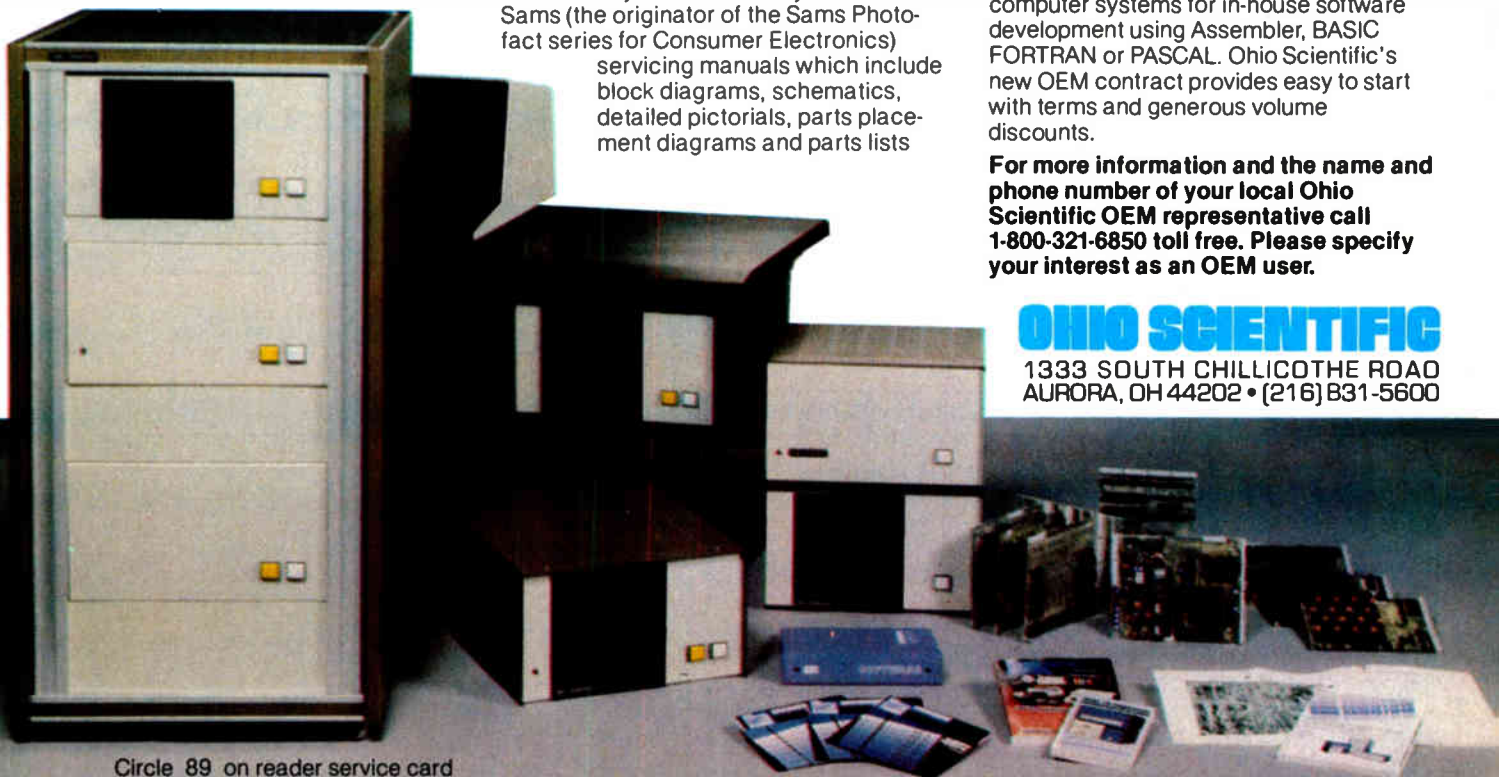 Sams (the originator of the Sams Photo-
fact series for Consumer Electronics)
servicing manuals which include
block diagrams, schematics,
detailed pictorials, parts place-
ment diagrams and parts lists
computer systems for in-house software
development using Assembler, BASIC
FORTRAN or PASCAL. Ohio Scientific's
new OEM contract provides easy to start
with terms and generous volume
discounts.
For more information and the name and
phone number of your local Ohio
Scientific OEM representative call
1-800-321-6850 toll free. Please specify
your interest as an OEM user.
OHIO SCIENTIFIC
1333 SOUTH CHILLICOTHE ROAD
AURORA, OH 44202 • (216) 831-5600
Circle 89 on reader service card